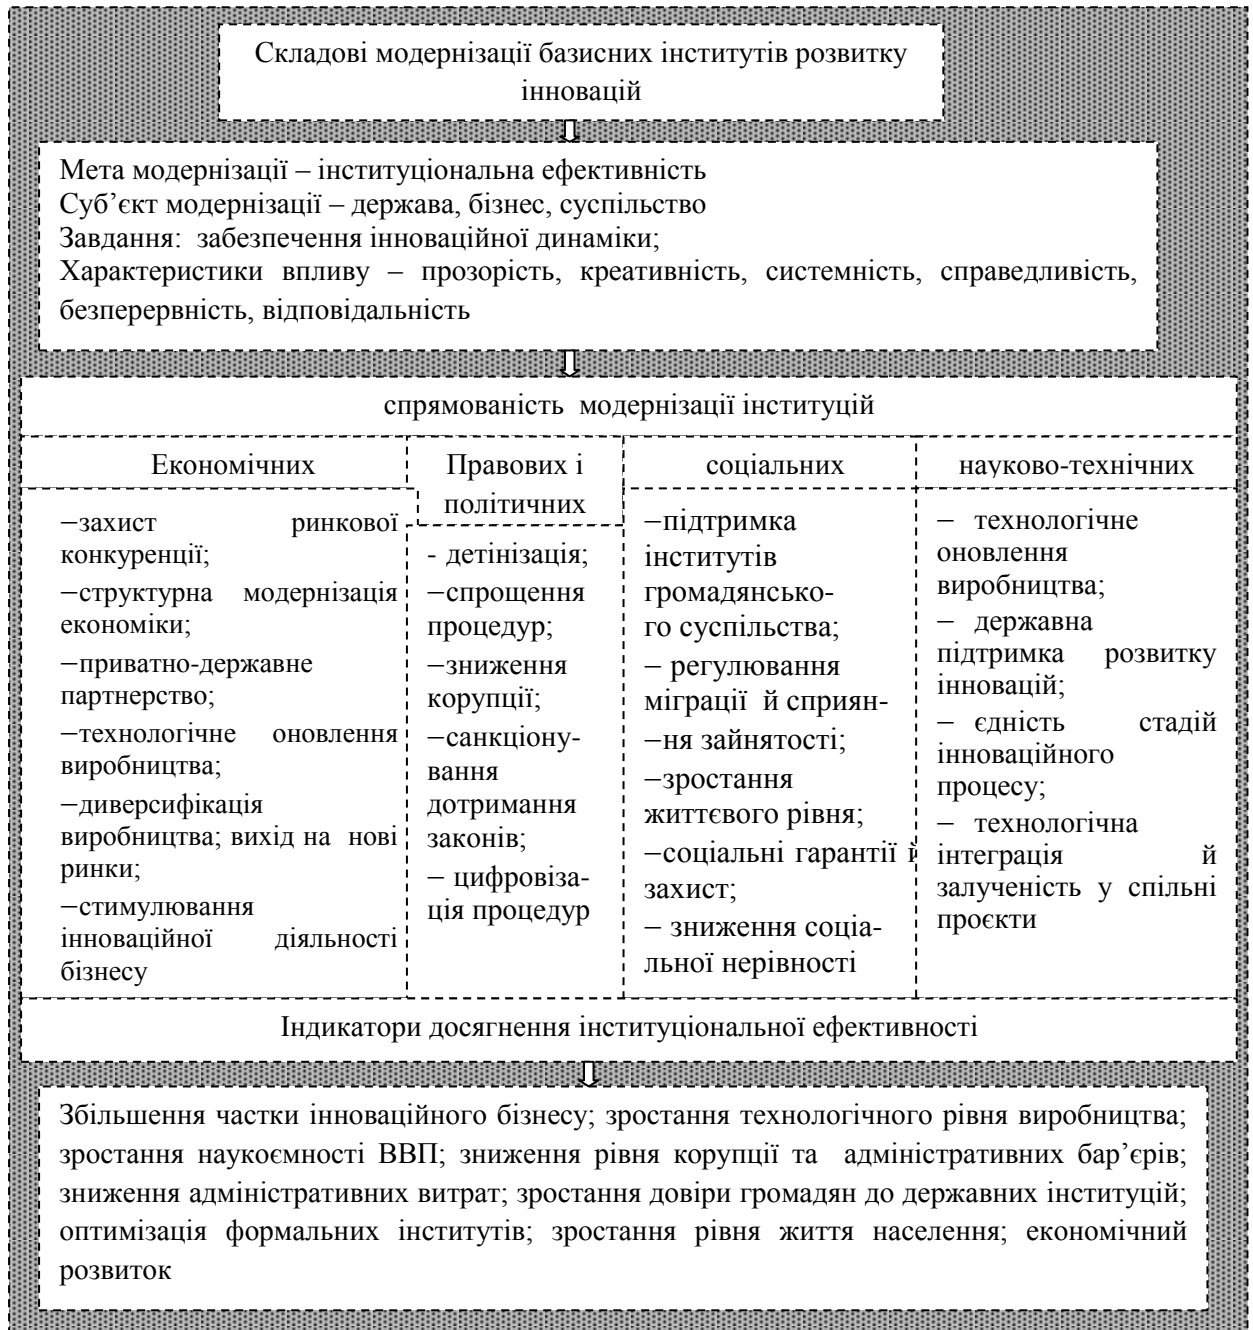 Складові модернізації базисних інститутів розвитку
інновацій
Мета модернізації – інституціональна ефективність
Суб’єкт модернізації – держава, бізнес, суспільство
Завдання:  забезпечення інноваційної динаміки;
Характеристики впливу – прозорість, креативність, системність, справедливість,
безперервність, відповідальність
спрямованість  модернізації інституцій
Економічних
–захист ринкової
конкуренції;
–структурна модернізація
економіки;
–приватно-державне
партнерство;
–технологічне оновлення
виробництва;
–диверсифікація
виробництва; вихід на  нові
ринки;
–стимулювання
інноваційної діяльності
бізнесу
Правових і
політичних
- детінізація;
–спрощення
процедур;
–зниження
корупції;
–санкціону-
вання
дотримання
законів;
– цифровіза-
ція процедур
соціальних
–підтримка
інститутів
громадянсько-
го суспільства;
– регулювання
міграції  й сприян-
–ня зайнятості;
–зростання
життєвого рівня;
–соціальні гарантії й
захист;
– зниження соціа-
льної нерівності
науково-технічних
– технологічне
оновлення
виробництва;
– державна
підтримка розвитку
інновацій;
– єдність стадій
інноваційного
процесу;
– технологічна
інтеграція й
залученість у спільні
проєкти
Індикатори досягнення інституціональної ефективності
Збільшення частки інноваційного бізнесу; зростання технологічного рівня виробництва;
зростання наукоємності ВВП; зниження рівня корупції та  адміністративних бар’єрів;
зниження адміністративних витрат; зростання довіри громадян до державних інституцій;
оптимізація формальних інститутів; зростання рівня життя населення; економічний
розвиток